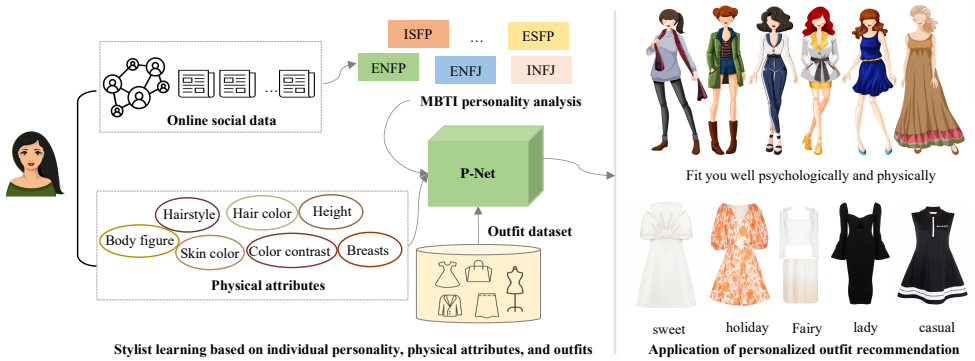 ISFP
...
ESFP
ENFP
ENFJ
INFJ
...
Online social data
MBTI personality analysis
P-Net
Hairstyle
Hair color
Height
Body figure
Skin color
Color contrast
Breasts
Physical attributes
Outfit dataset
Stylist learning based on individual personality, physical attributes, and outfits
Fit you well psychologically and physically
sweet
holiday
Fairy
lady
casual
Application of personalized outfit recommendation